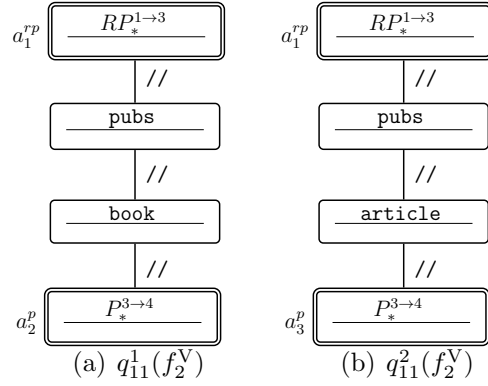 a_1^{rp} RP_*^{1→3}
//
pubs
//
book
//
a_2^p P_*^{3→4}
(a) q_{11}^1(f_2^V)
a_1^{rp} RP_*^{1→3}
//
pubs
//
article
//
a_3^p P_*^{3→4}
(b) q_{11}^2(f_2^V)